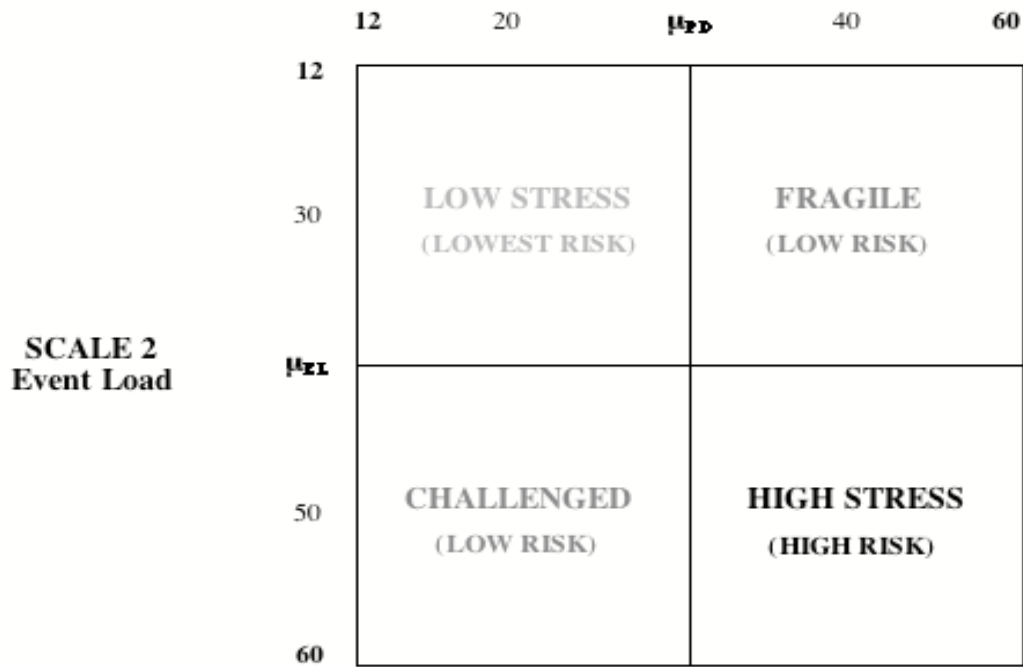 12 20 μPD 40 60
12
LOW STRESS FRAGILE
30
(LOWEST RISK) (LOW RISK)
SCALE 2
μEL
Event Load
CHALLENGED HIGH STRESS
50
(LOW RISK) (HIGH RISK)
60